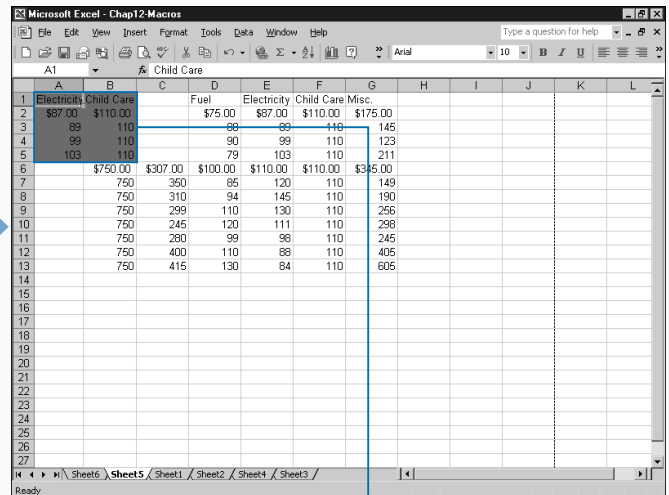 Microsoft Excel - Chap12-Macros
File Edit View Insert Format Tools Data Window Help Type a question for help
Arial 10 B I U
A1 fx Child Care
A B C D E F G H I J K L
1 Electricity Child Care Fuel Electricity Child Care Misc.
2 $87.00 $110.00 $75.00 $87.00 $110.00 $175.00
3 89 110 88 89 110 145
4 99 110 90 99 110 123
5 103 110 79 103 110 211
6 $750.00 $307.00 $100.00 $110.00 $110.00 $345.00
7 750 350 85 120 110 149
8 750 310 94 145 110 190
9 750 299 110 130 110 256
10 750 245 120 111 110 298
11 750 280 99 98 110 245
12 750 400 110 88 110 405
13 750 415 130 84 110 605
14
15
16
17
18
19
20
21
22
23
24
25
26
27
Sheet6 Sheet5 Sheet1 Sheet2 Sheet4 Sheet3
Ready